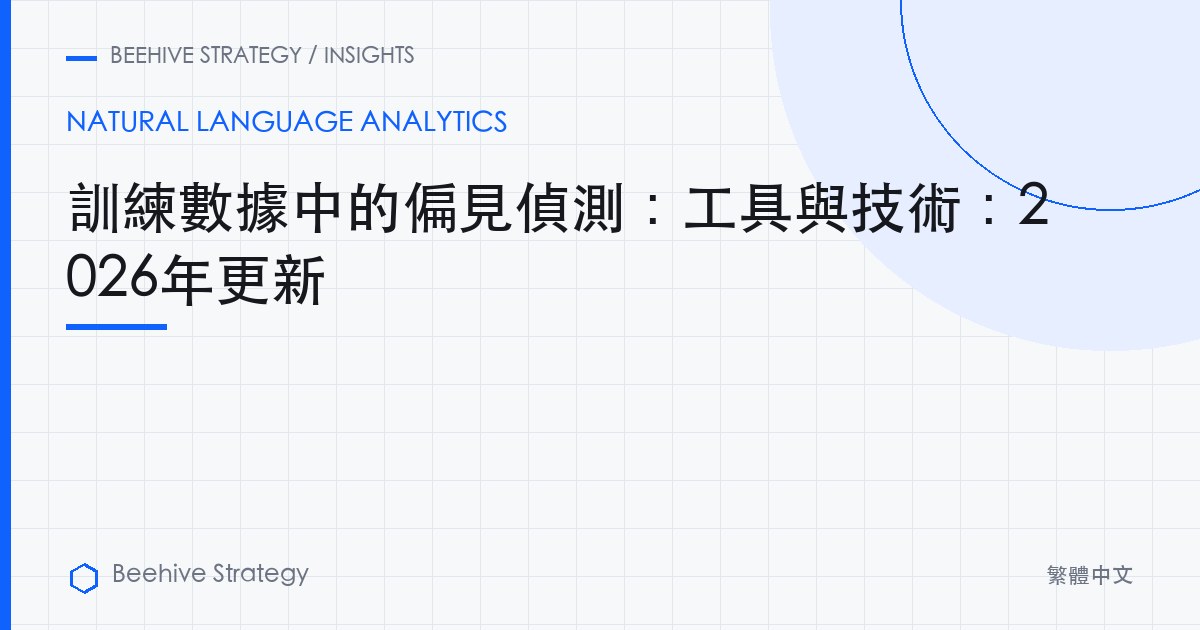 BEEHIVE STRATEGY / INSIGHTS
NATURAL LANGUAGE ANALYTICS
訓練數據中的偏見偵測：工具與技術：2
026年更新
Beehive Strategy
繁體中文